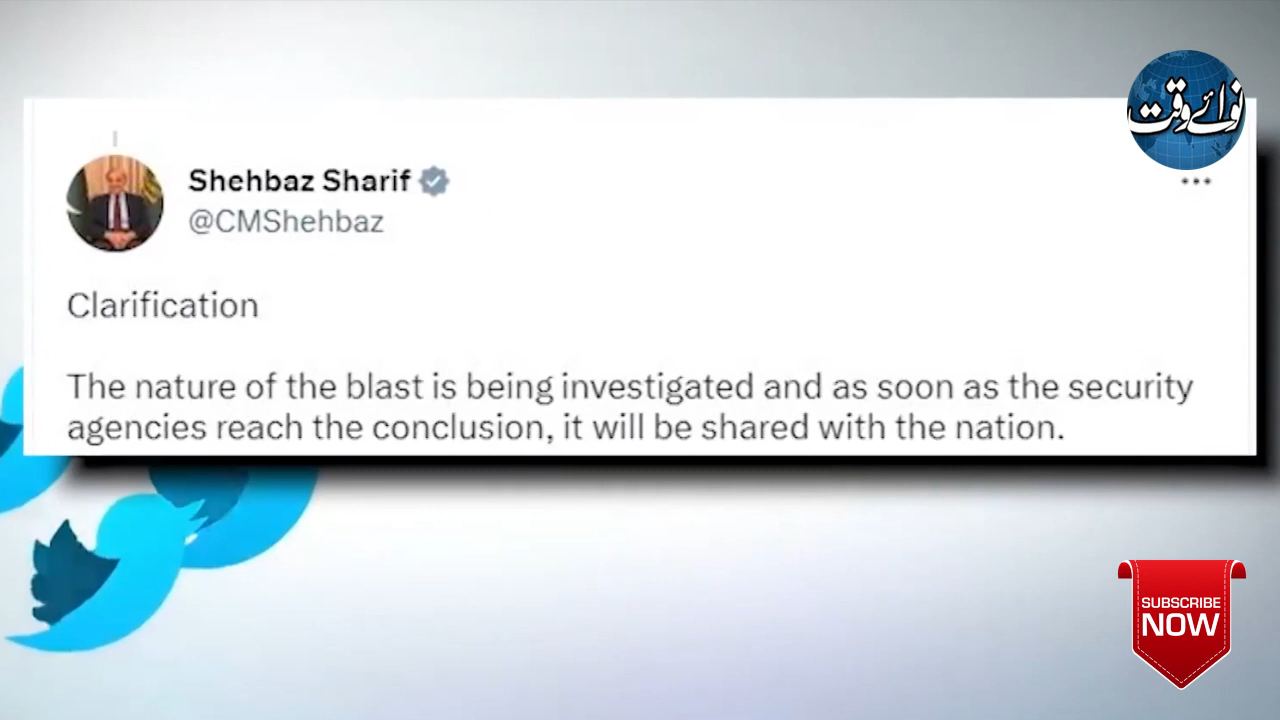 نوائے وقت
Shehbaz Sharif
@CMShehbaz
Clarification
The nature of the blast is being investigated and as soon as the security
agencies reach the conclusion, it will be shared with the nation.
SUBSCRIBE
NOW